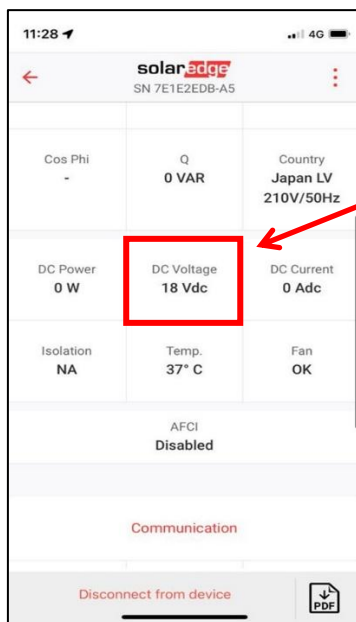 11:28
4G
solaredge
SN 7E1E2EDB-A5
Cos Phi
-
Q
0 VAR
Country
Japan LV
210V/50Hz
DC Power
0 W
DC Voltage
18 Vdc
DC Current
0 Adc
Isolation
NA
Temp.
37° C
Fan
OK
AFCI
Disabled
Communication
Disconnect from device
PDF